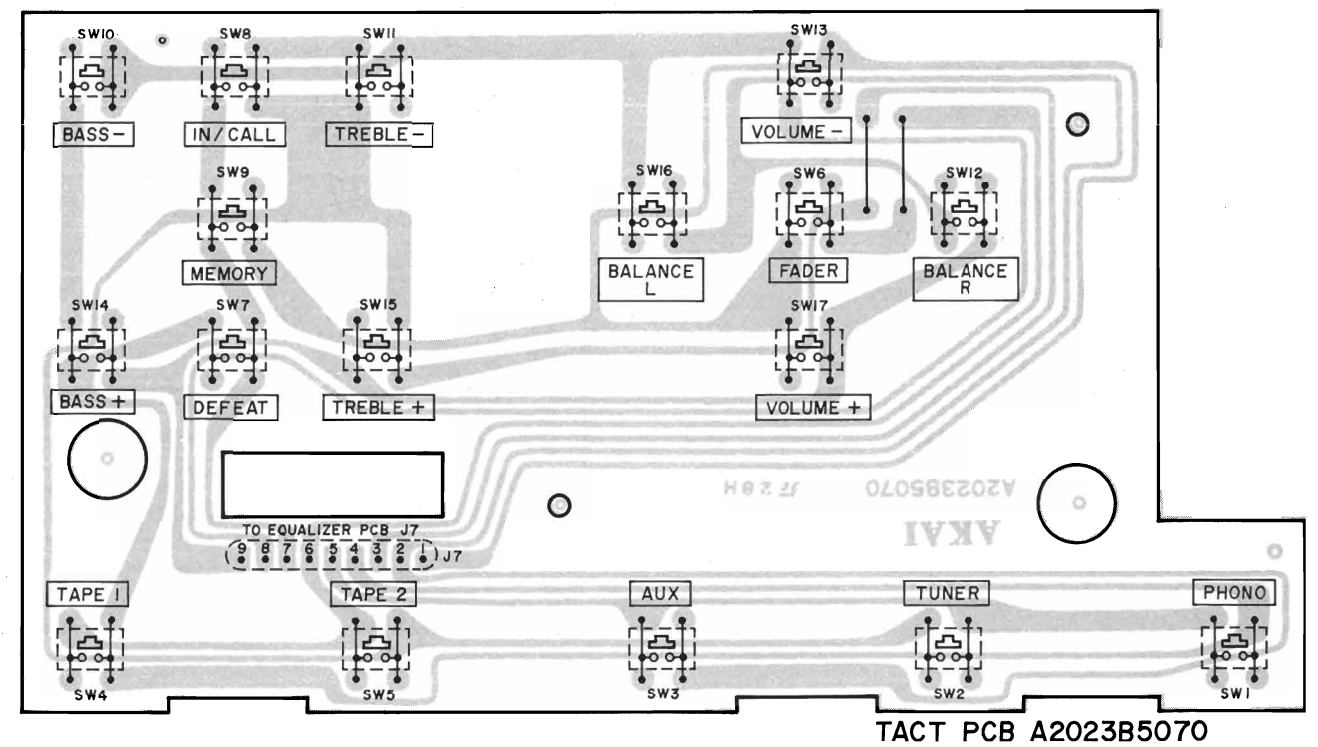 SW10
SW8
SW11
SW13
BASS-
IN/CALL
TREBLE-
VOLUME-
SW9
SW16
SW6
SW12
MEMORY
BALANCE
L
FADER
BALANCE
R
SW14
SW7
SW15
SW17
BASS+
DEFEAT
TREBLE+
VOLUME+
A2023B5070
AKAI
TO EQUALIZER PCB J7
9 8 7 6 5 4 3 2 1
J7
TAPE 1
TAPE 2
AUX
TUNER
PHONO
SW4
SW5
SW3
SW2
SW1
TACT PCB A2023B5070